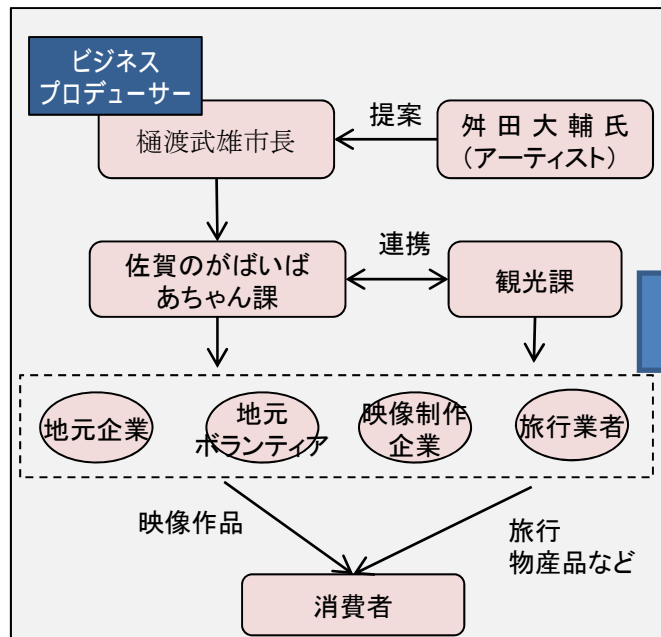 ビジネス
プロデューサー
樋渡武雄市長
提案
舛田大輔氏
（アーティスト）
佐賀のがばいば
あちゃん課
連携
観光課
地元企業
地元
ボランティア
映像制作
企業
旅行業者
映像作品
旅行
物産品など
消費者